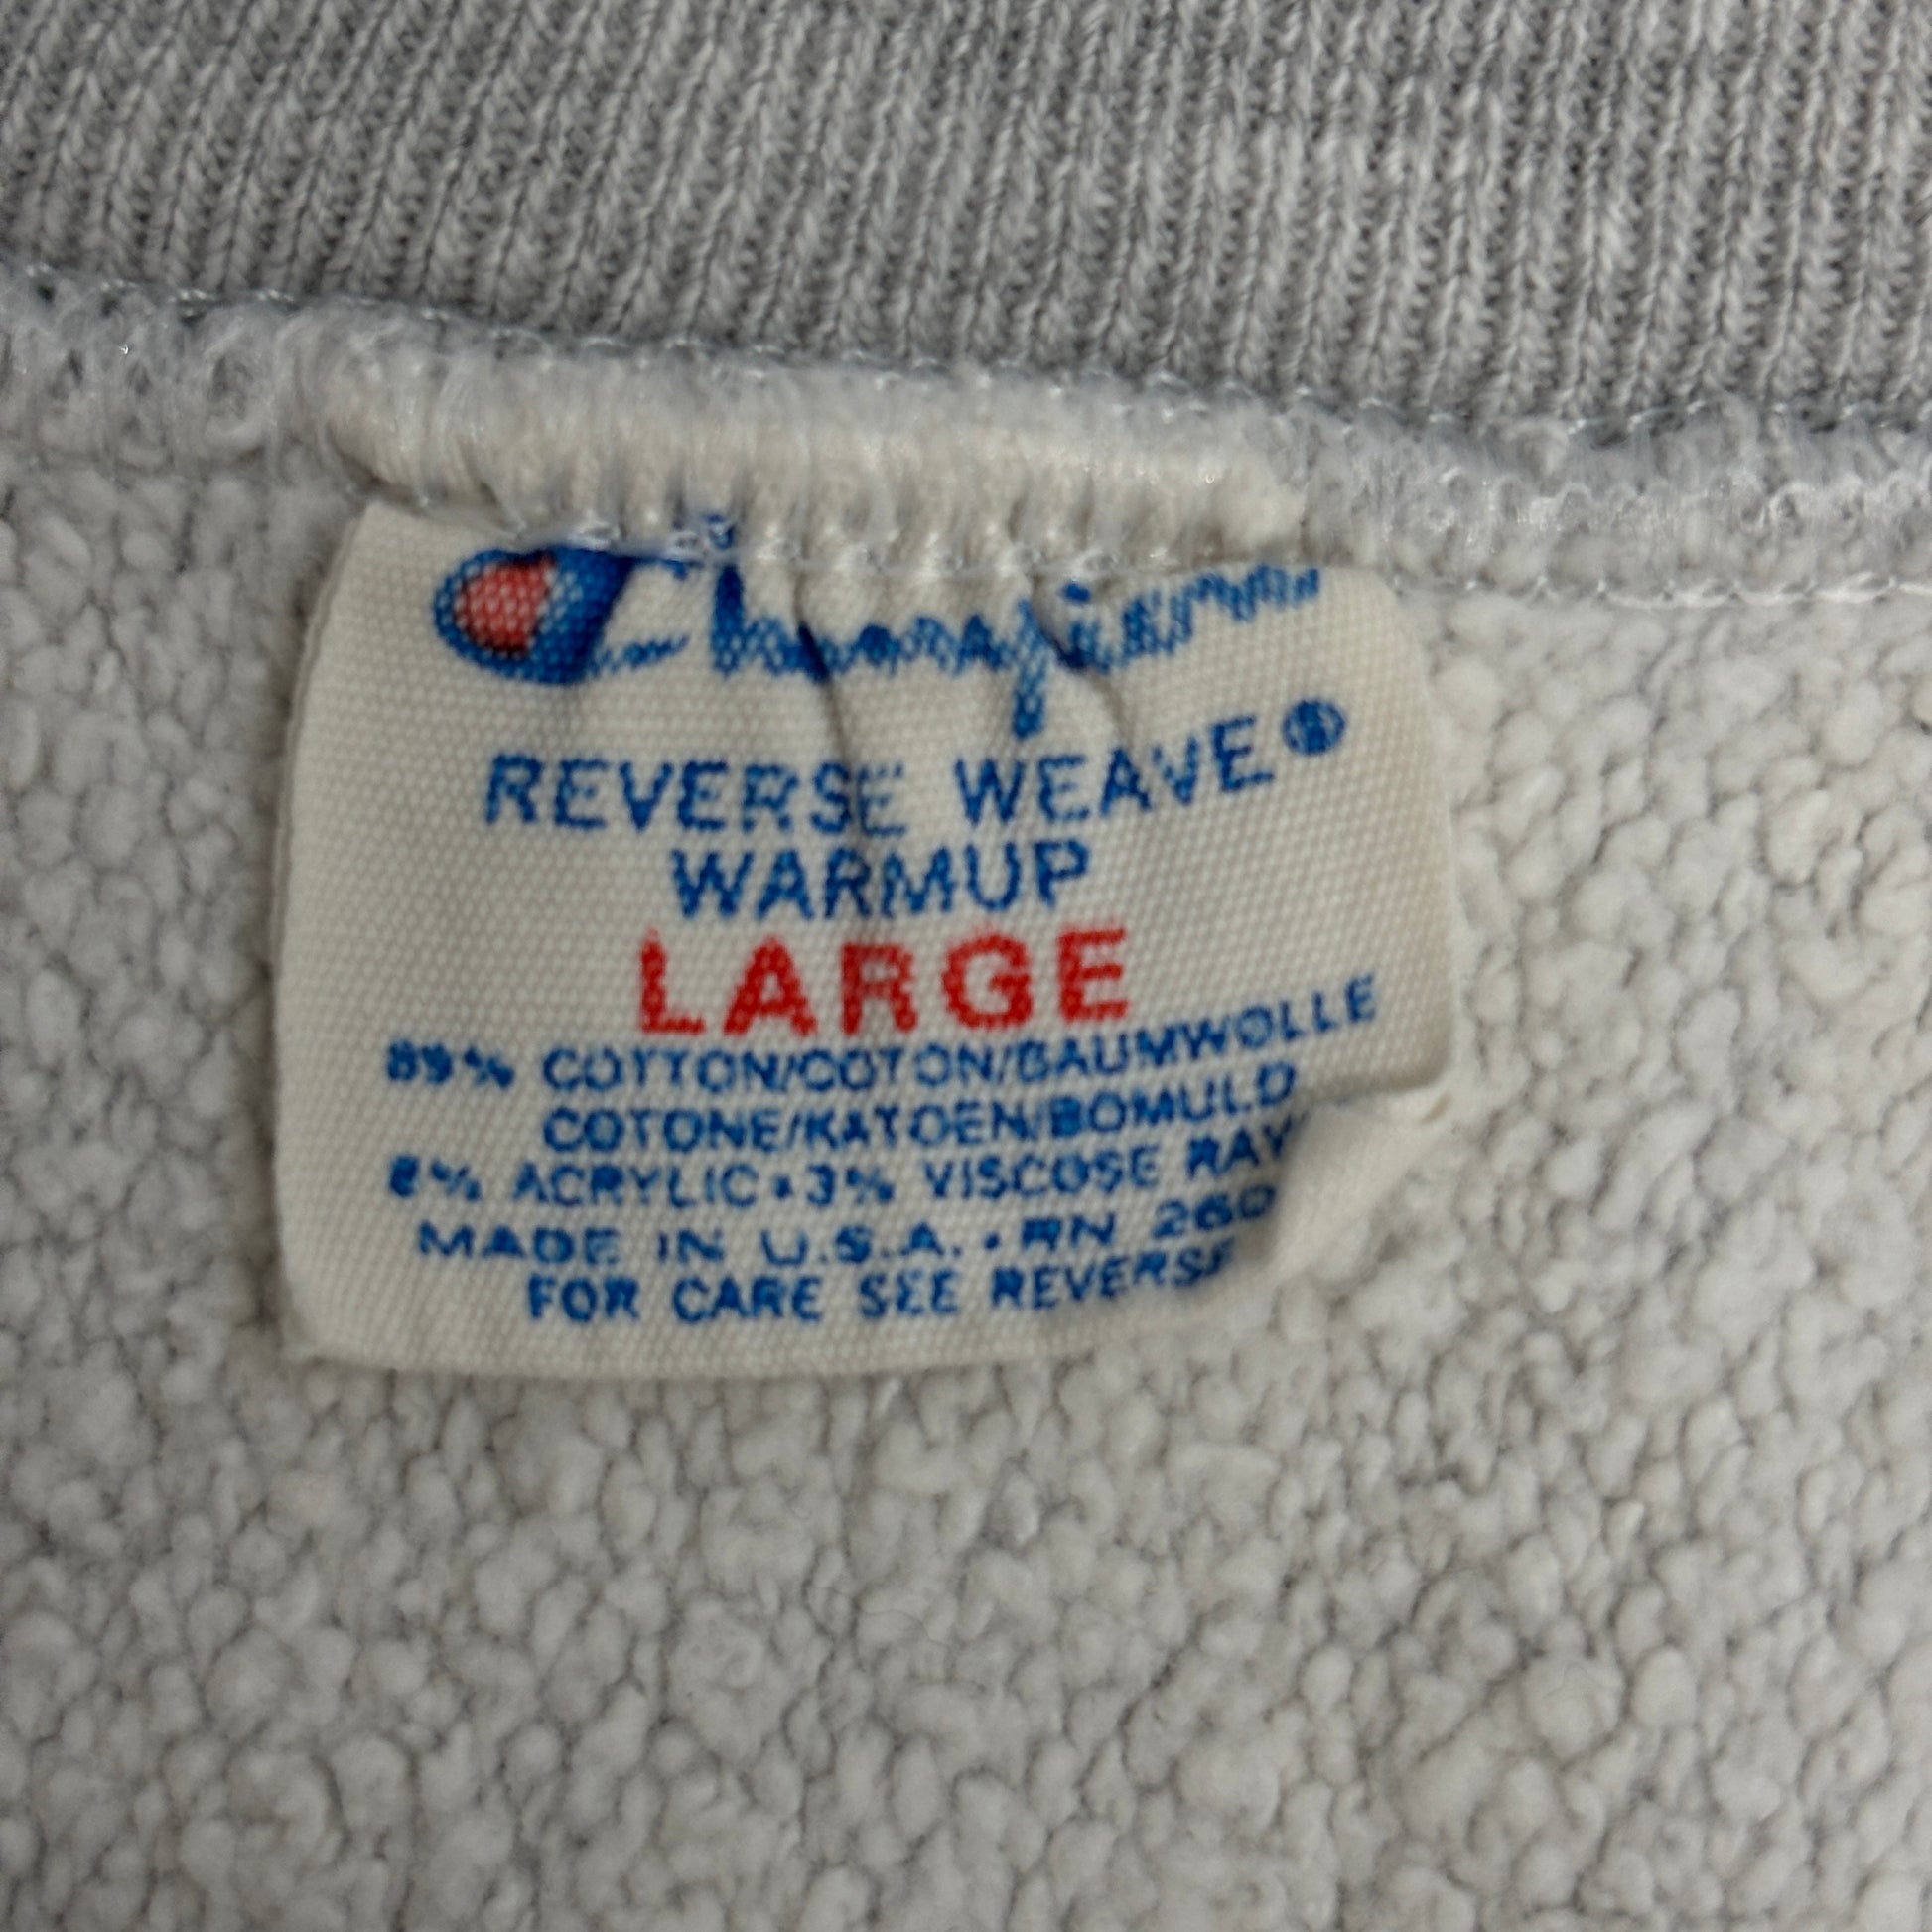 Champion
REVERSE WEAVE®
WARMUP
LARGE
89% COTTON/COTON/BAUMWOLLE
COTONE/KATOEN/BOMULD
8% ACRYLIC • 3% VISCOSE RAY
MADE IN U.S.A. • RN 260
FOR CARE SEE REVERSE